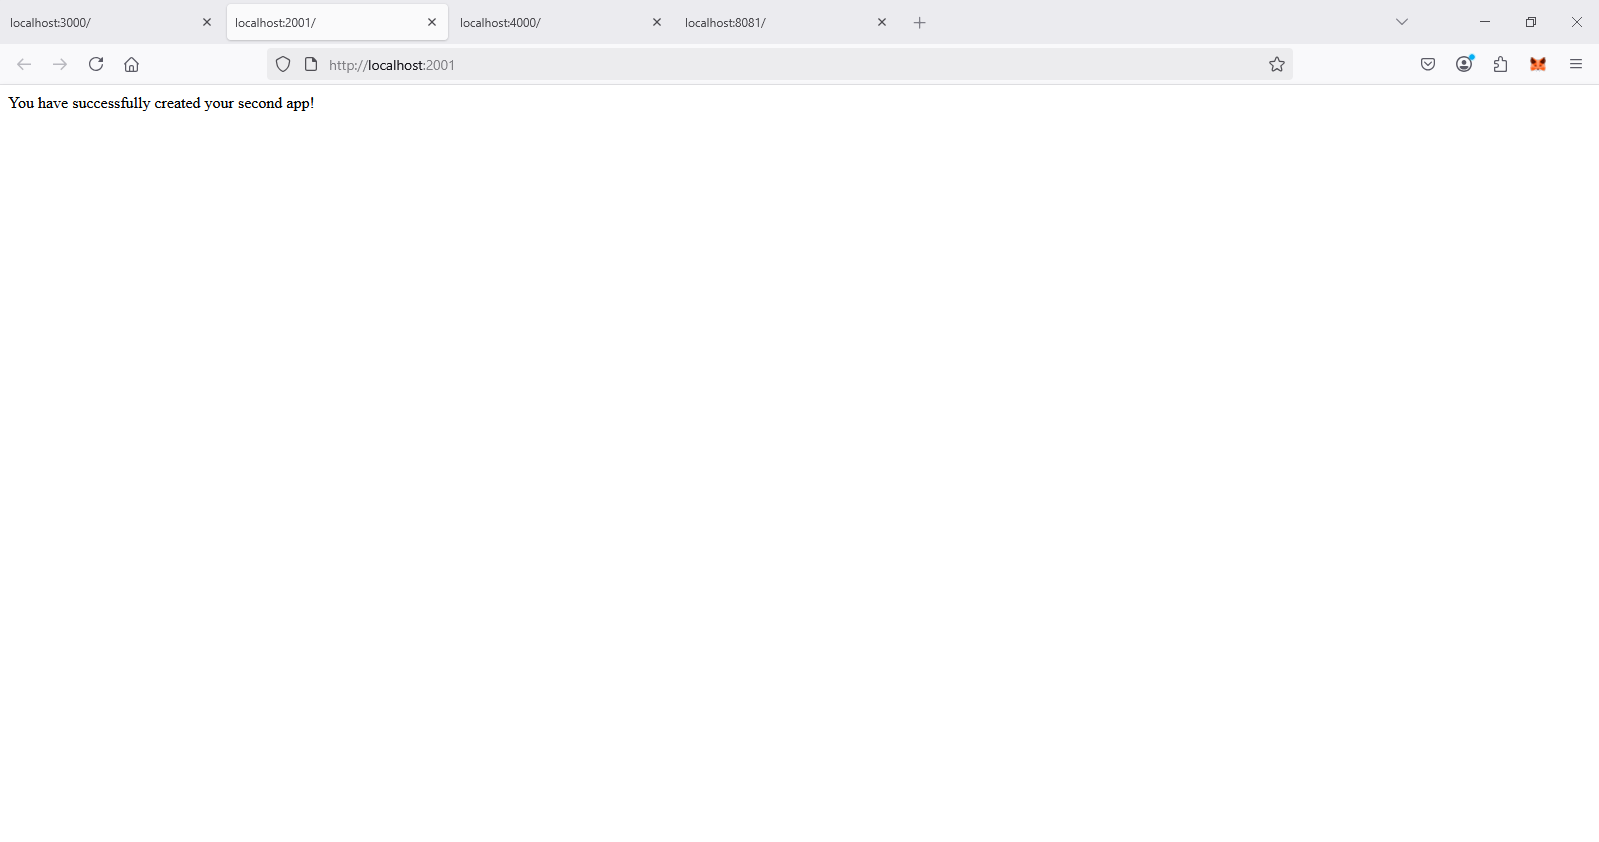 localhost:3000/
localhost:2001/
localhost:4000/
localhost:8081/
http://localhost:2001
You have successfully created your second app!